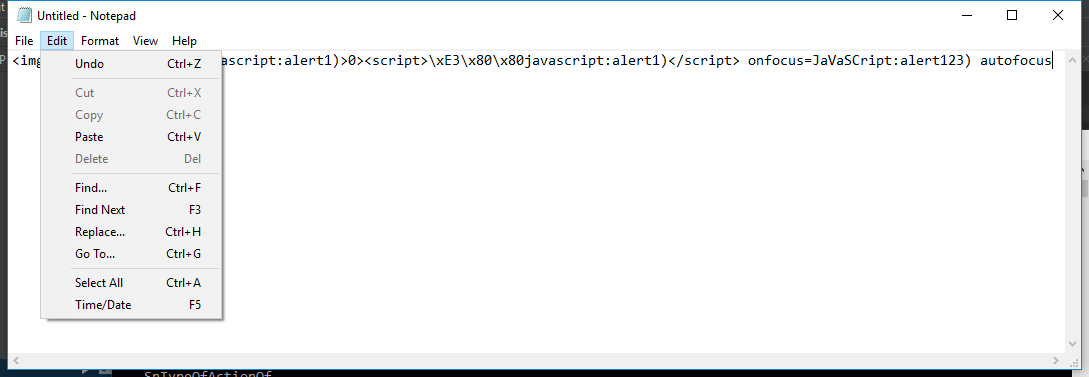 Untitled - Notepad
File Edit Format View Help
<img ascript:alert1)>0><script>\xE3\x80\x80javascript:alert1)</script> onfocus=JaVaSCript:alert123) autofocus
Undo Ctrl+Z
Cut Ctrl+X
Copy Ctrl+C
Paste Ctrl+V
Delete Del
Find... Ctrl+F
Find Next F3
Replace... Ctrl+H
Go To... Ctrl+G
Select All Ctrl+A
Time/Date F5